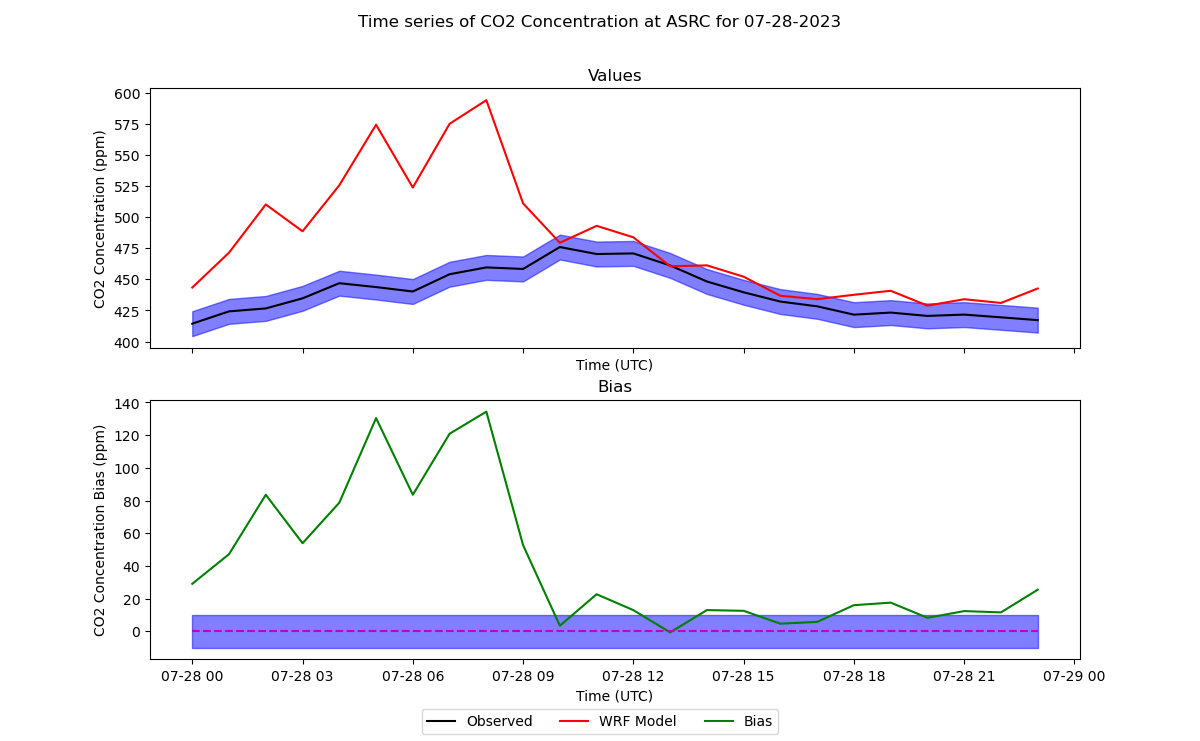 Time series of CO2 Concentration at ASRC for 07-28-2023
Values
CO2 Concentration (ppm)
600
575
550
525
500
475
450
425
400
Time (UTC)
Bias
CO2 Concentration Bias (ppm)
140
120
100
80
60
40
20
0
07-28 00 07-28 03 07-28 06 07-28 09 07-28 12 07-28 15 07-28 18 07-28 21 07-29 00
Time (UTC)
Observed WRF Model Bias